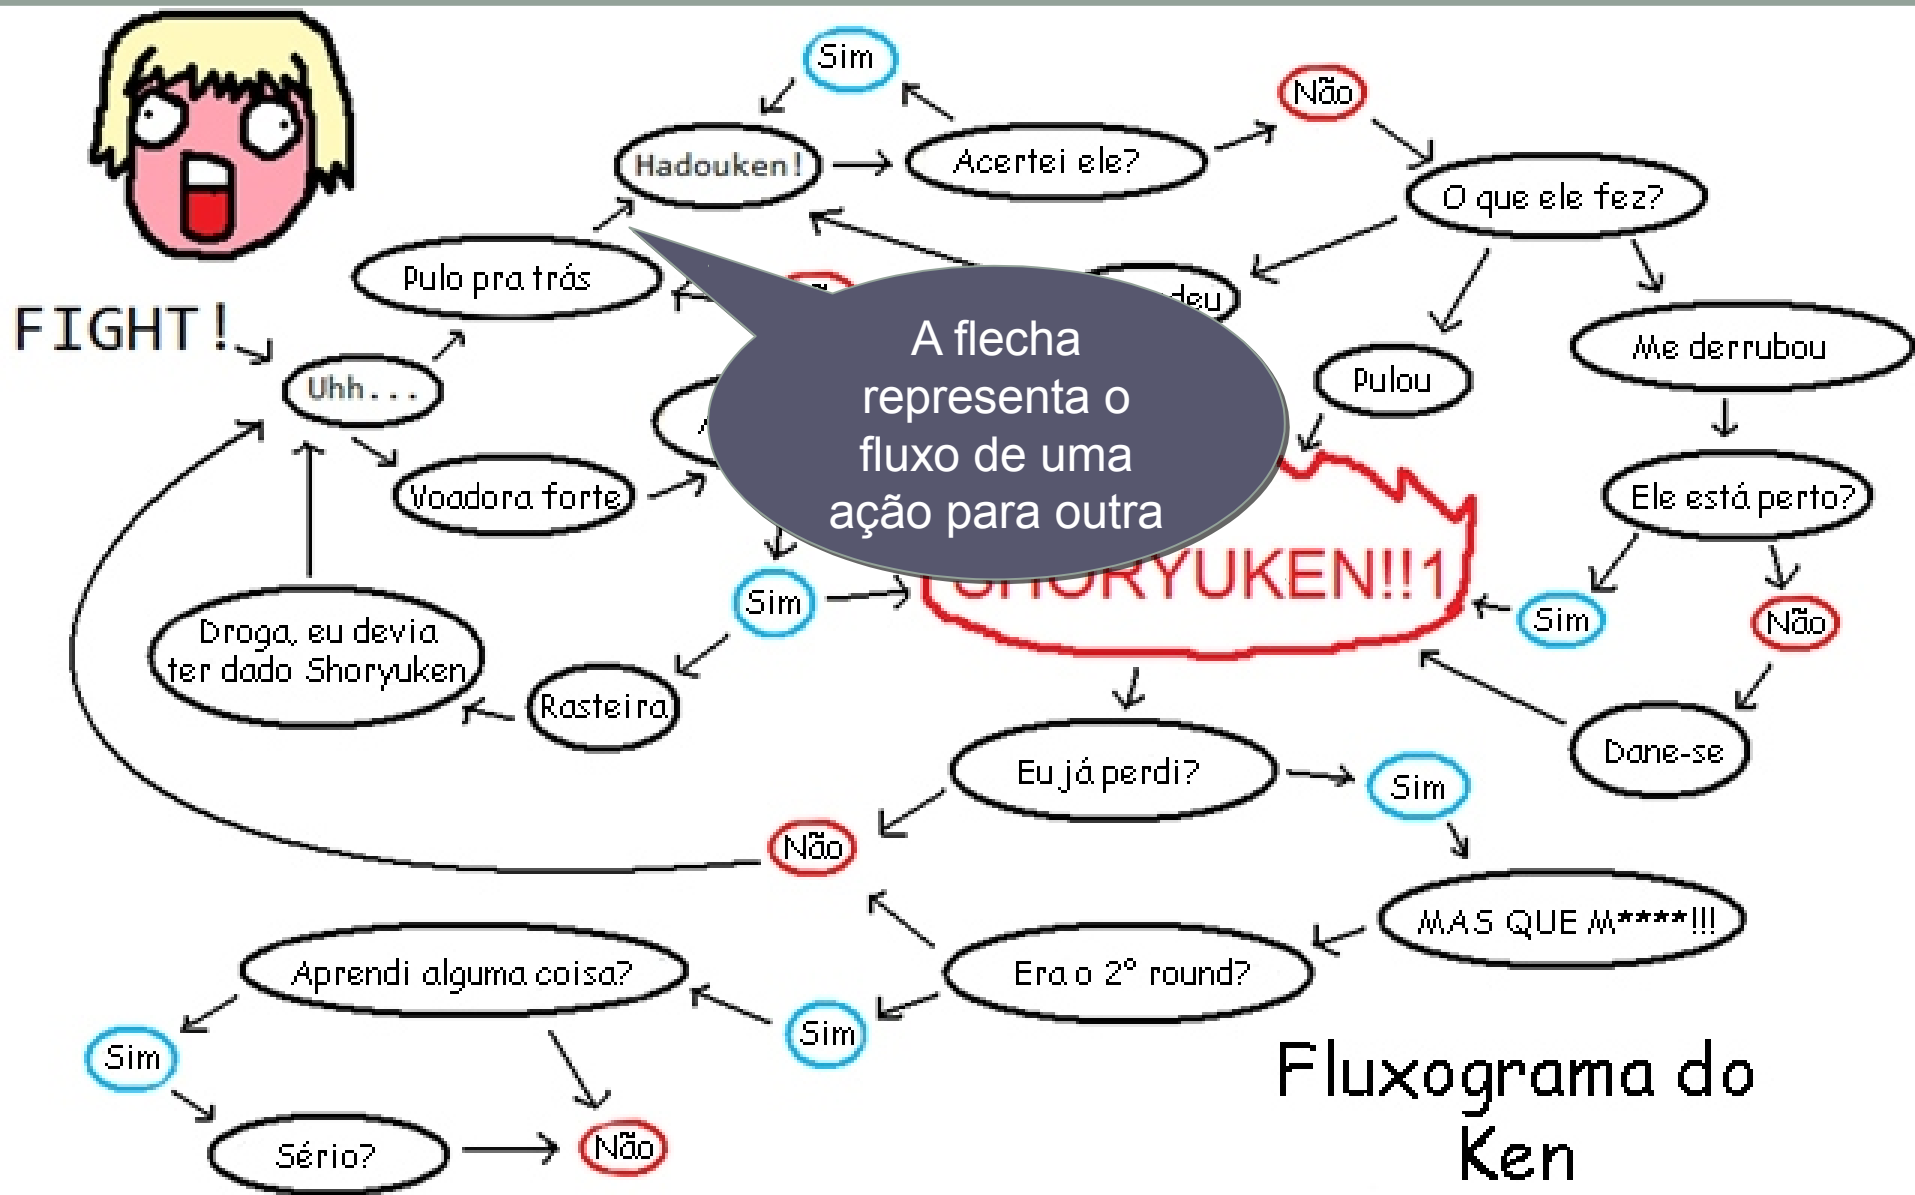 Sim
Não
Hadouken!
Acertei ele?
O que ele fez?
Pulo pra trás
FIGHT!
A flecha
representa o
fluxo de uma
ação para outra
Me derrubou
Pulou
Uhh...
Voadora forte
Ele está perto?
SHORYUKEN!!1
Sim
Sim
Não
Droga, eu devia
ter dado Shoryuken
Rasteira
Dane-se
Eu já perdi?
Sim
Não
MAS QUE M****!!!
Era o 2º round?
Aprendi alguma coisa?
Sim
Sim
Sério?
Não
Fluxograma do
Ken